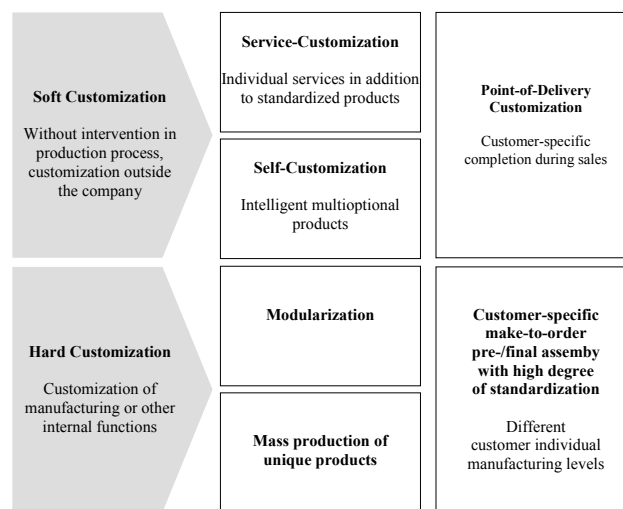 Soft Customization
Without intervention in
production process,
customization outside
the company
Service-Customization
Individual services in addition
to standardized products
Self-Customization
Intelligent multioptional
products
Point-of-Delivery
Customization
Customer-specific
completion during sales
Hard Customization
Customization of
manufacturing or other
internal functions
Modularization
Mass production of
unique products
Customer-specific
make-to-order
pre-/final assemby
with high degree
of standardization
Different
customer individual
manufacturing levels